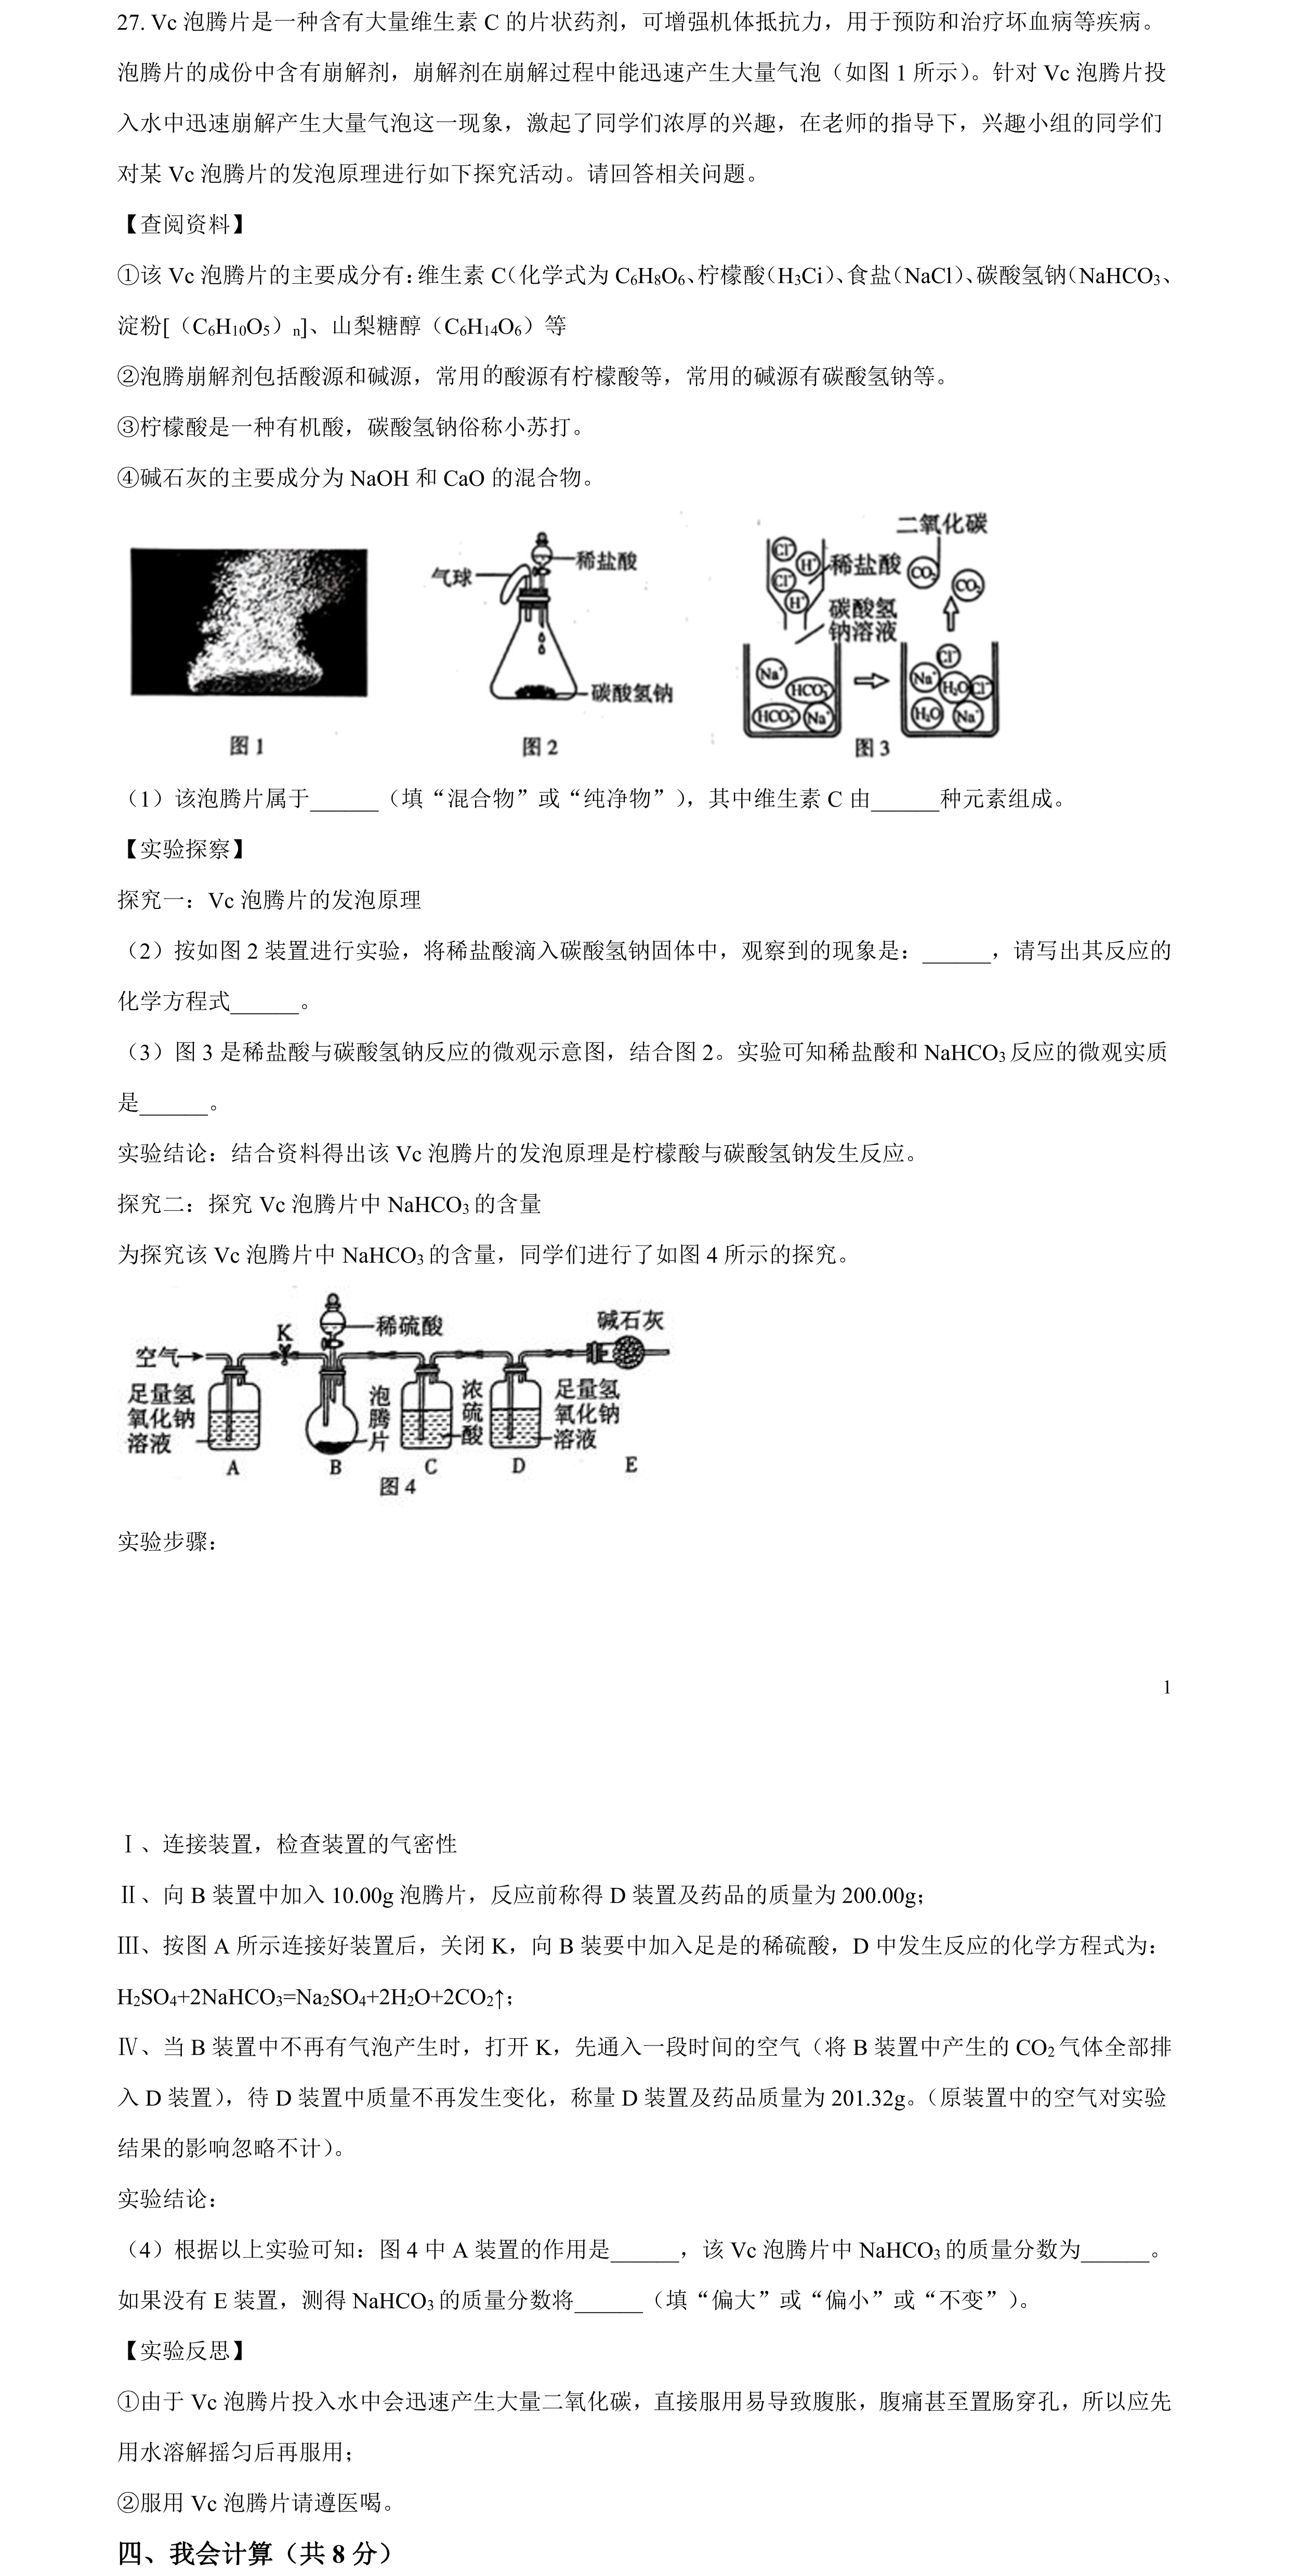 27. Vc 泡腾片是一种含有大量维生素 C 的片状药剂，可增强机体抵抗力，用于预防和治疗坏血病等疾病。
泡腾片的成份中含有崩解剂，崩解剂在崩解过程中能迅速产生大量气泡（如图 1 所示）。针对 Vc 泡腾片投
入水中迅速崩解产生大量气泡这一现象，激起了同学们浓厚的兴趣，在老师的指导下，兴趣小组的同学们
对某 Vc 泡腾片的发泡原理进行如下探究活动。请回答相关问题。
【查阅资料】
①该 Vc 泡腾片的主要成分有：维生素 C（化学式为 C₆H₈O₆、柠檬酸（H₃Ci）、食盐（NaCl）、碳酸氢钠（NaHCO₃、
淀粉[（C₆H₁₀O₅）ₙ]、山梨糖醇（C₆H₁₄O₆）等
②泡腾崩解剂包括酸源和碱源，常用的酸源有柠檬酸等，常用的碱源有碳酸氢钠等。
③柠檬酸是一种有机酸，碳酸氢钠俗称小苏打。
④碱石灰的主要成分为 NaOH 和 CaO 的混合物。
图 1
气球
稀盐酸
碳酸氢钠
图 2
二氧化碳
Cl⁻
H⁺
Cl⁻
H⁺
稀盐酸
碳酸氢
钠溶液
CO₂
CO₂
Na⁺
HCO₃⁻
HCO₃⁻
Na⁺
Cl⁻
Na⁺
H₂O
Cl⁻
H₂O
Na⁺
图 3
（1）该泡腾片属于______（填“混合物”或“纯净物”），其中维生素 C 由______种元素组成。
【实验探察】
探究一：Vc 泡腾片的发泡原理
（2）按如图 2 装置进行实验，将稀盐酸滴入碳酸氢钠固体中，观察到的现象是：______，请写出其反应的
化学方程式______。
（3）图 3 是稀盐酸与碳酸氢钠反应的微观示意图，结合图 2。实验可知稀盐酸和 NaHCO₃ 反应的微观实质
是______。
实验结论：结合资料得出该 Vc 泡腾片的发泡原理是柠檬酸与碳酸氢钠发生反应。
探究二：探究 Vc 泡腾片中 NaHCO₃ 的含量
为探究该 Vc 泡腾片中 NaHCO₃ 的含量，同学们进行了如图 4 所示的探究。
空气
K
稀硫酸
碱石灰
足量氢
氧化钠
溶液
泡
腾
片
浓
硫
酸
足量氢
氧化钠
溶液
A
B
C
D
E
图 4
实验步骤：
1
Ⅰ、连接装置，检查装置的气密性
Ⅱ、向 B 装置中加入 10.00g 泡腾片，反应前称得 D 装置及药品的质量为 200.00g；
Ⅲ、按图 A 所示连接好装置后，关闭 K，向 B 装要中加入足是的稀硫酸，D 中发生反应的化学方程式为：
H₂SO₄+2NaHCO₃=Na₂SO₄+2H₂O+2CO₂↑；
Ⅳ、当 B 装置中不再有气泡产生时，打开 K，先通入一段时间的空气（将 B 装置中产生的 CO₂ 气体全部排
入 D 装置），待 D 装置中质量不再发生变化，称量 D 装置及药品质量为 201.32g。（原装置中的空气对实验
结果的影响忽略不计）。
实验结论：
（4）根据以上实验可知：图 4 中 A 装置的作用是______，该 Vc 泡腾片中 NaHCO₃ 的质量分数为______。
如果没有 E 装置，测得 NaHCO₃ 的质量分数将______（填“偏大”或“偏小”或“不变”）。
【实验反思】
①由于 Vc 泡腾片投入水中会迅速产生大量二氧化碳，直接服用易导致腹胀，腹痛甚至置肠穿孔，所以应先
用水溶解摇匀后再服用；
②服用 Vc 泡腾片请遵医喝。
四、我会计算（共 8 分）